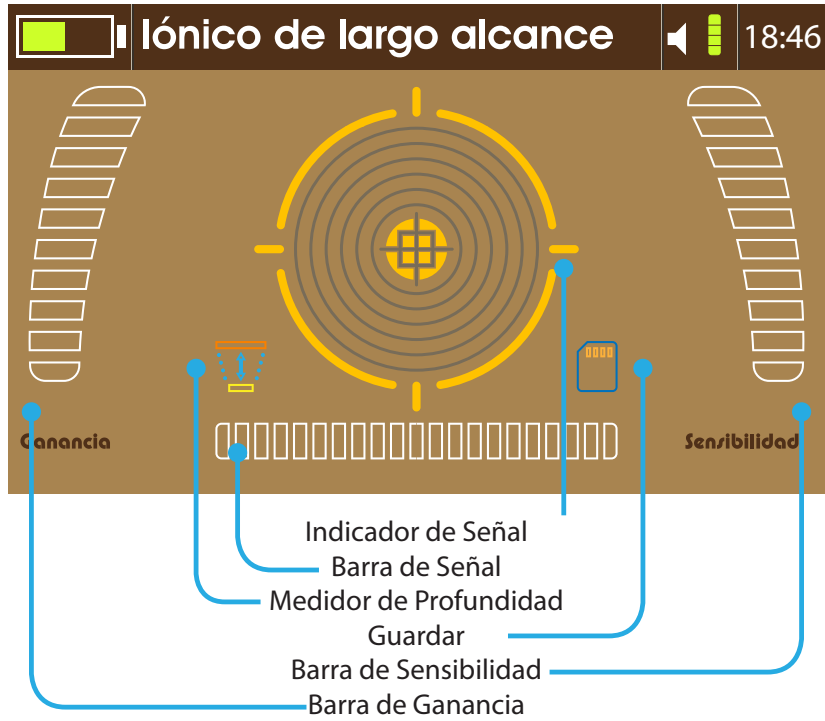 Iónico de largo alcance 18:46
Ganancia
Sensibilidad
Indicador de Señal
Barra de Señal
Medidor de Profundidad
Guardar
Barra de Sensibilidad
Barra de Ganancia